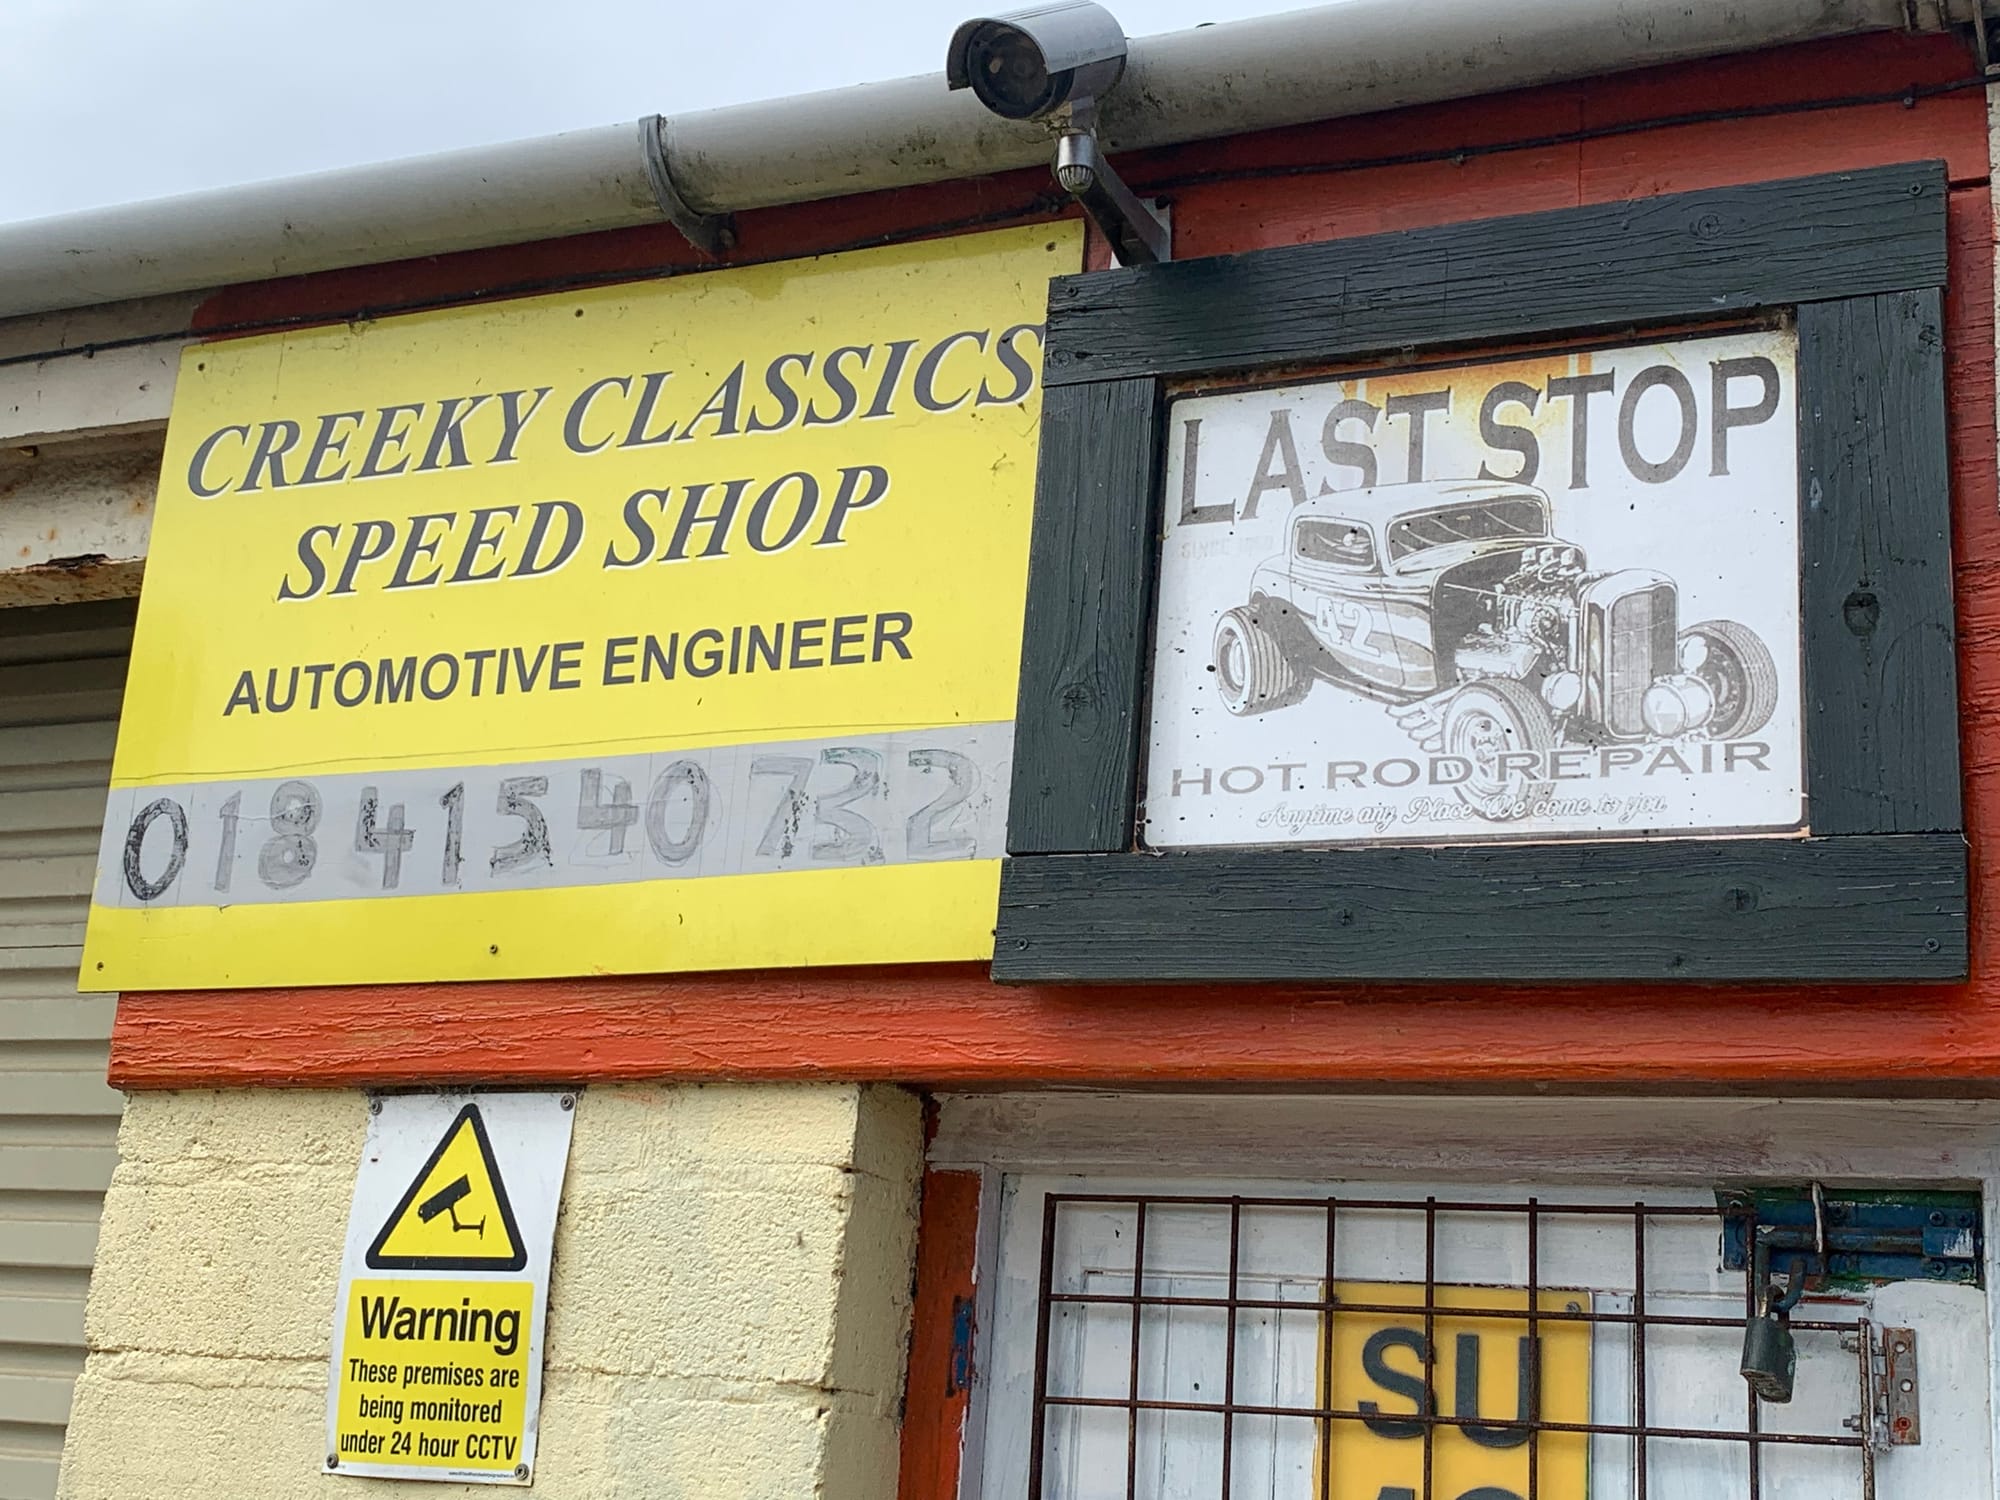 CREEKY CLASSICS
SPEED SHOP
AUTOMOTIVE ENGINEER
01841540732
LAST STOP
SINCE
42
HOT ROD REPAIR
Anytime any Place We come to you
Warning
These premises are
being monitored
under 24 hour CCTV
SU